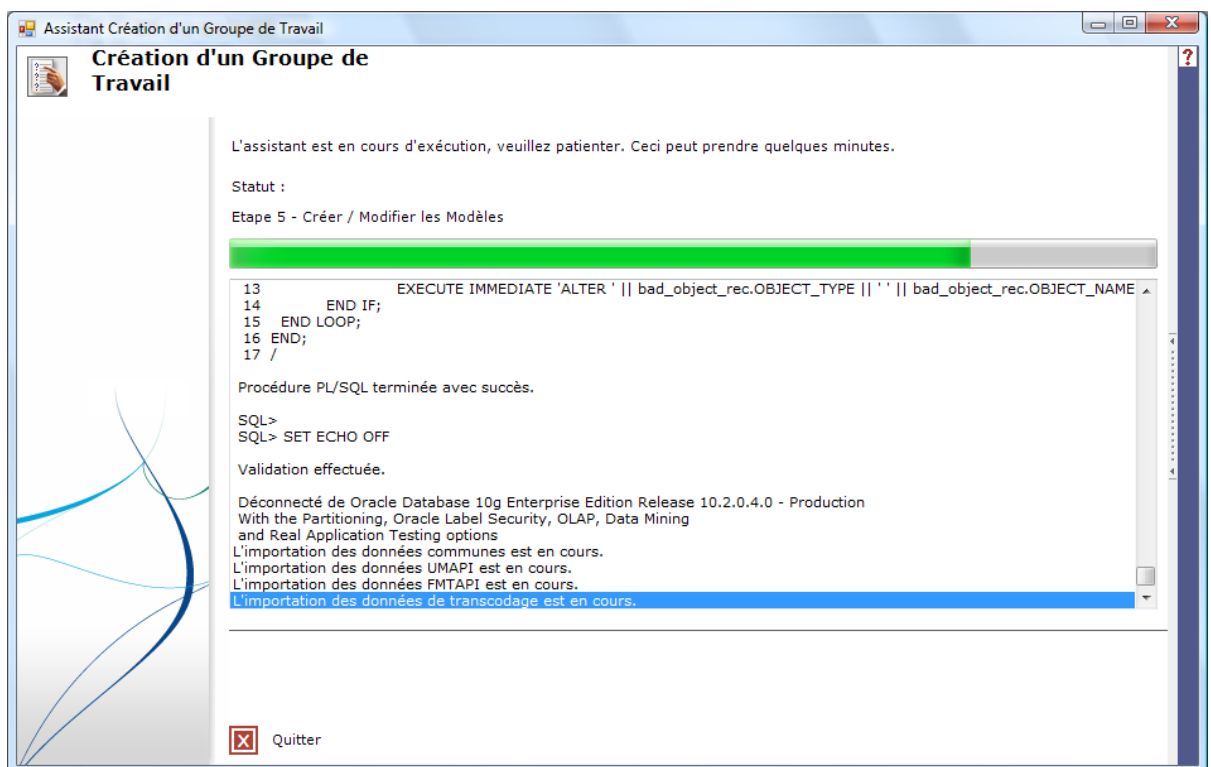 Assistant Création d'un Groupe de Travail
Création d'un Groupe de
Travail
?
L'assistant est en cours d'exécution, veuillez patienter. Ceci peut prendre quelques minutes.
Statut :
Etape 5 - Créer / Modifier les Modèles
13 EXECUTE IMMEDIATE 'ALTER ' || bad_object_rec.OBJECT_TYPE || ' ' || bad_object_rec.OBJECT_NAME
14 END IF;
15 END LOOP;
16 END;
17 /
Procédure PL/SQL terminée avec succès.
SQL>
SQL> SET ECHO OFF
Validation effectuée.
Déconnecté de Oracle Database 10g Enterprise Edition Release 10.2.0.4.0 - Production
With the Partitioning, Oracle Label Security, OLAP, Data Mining
and Real Application Testing options
L'importation des données communes est en cours.
L'importation des données UMAPI est en cours.
L'importation des données FMTAPI est en cours.
L'importation des données de transcodage est en cours.
Quitter